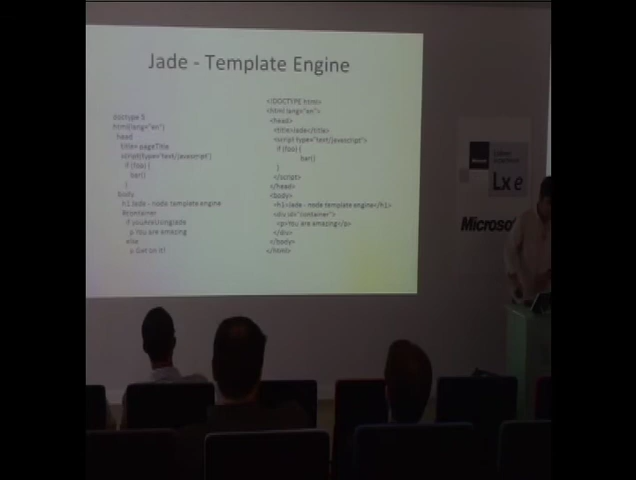 Jade - Template Engine
doctype 5
html(lang="en")
head
title= pageTitle
script(type='text/javascript')
if (foo) {
bar()
}
body
h1 Jade - node template engine
#container
if youAreUsingJade
p You are amazing
else
p Get on it!
<!DOCTYPE html>
<html lang="en">
<head>
<title>Jade</title>
<script type="text/javascript">
if (foo) {
bar()
}
</script>
</head>
<body>
<h1>Jade - node template engine</h1>
<div id="container">
<p>You are amazing</p>
</div>
</body>
</html>
Lx e
Microso